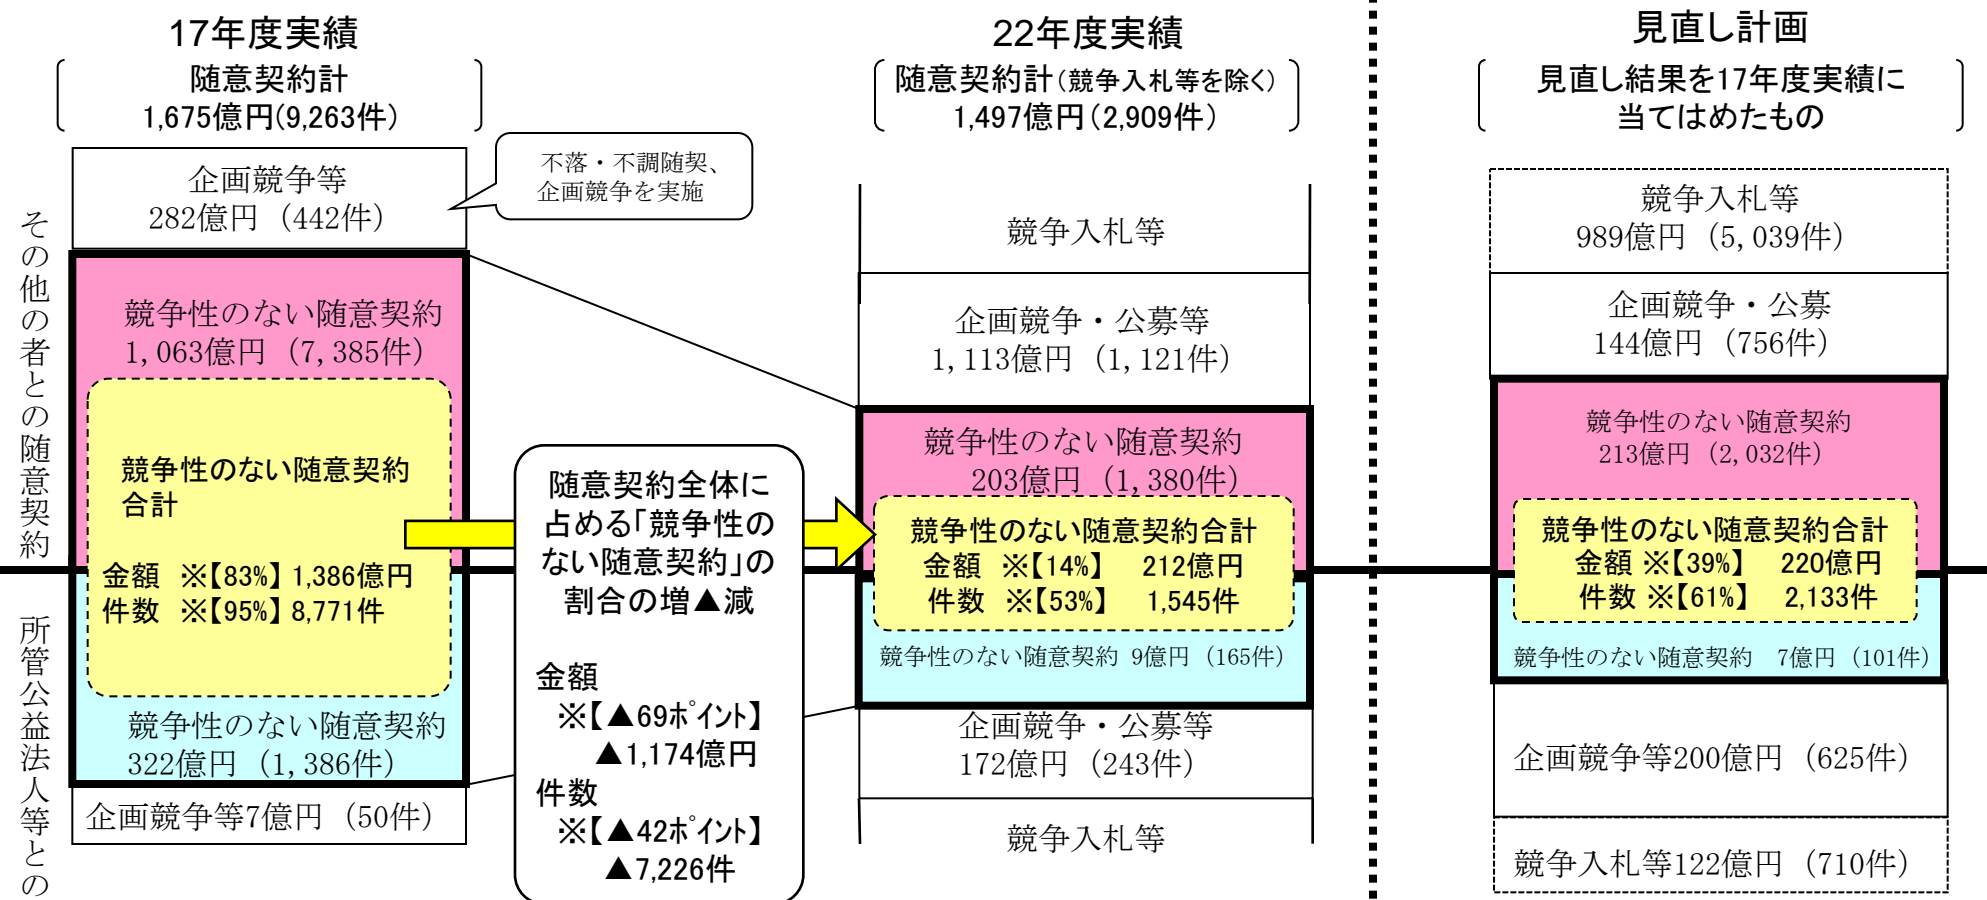 17年度実績
随意契約計
1,675億円(9,263件)
企画競争等
282億円（442件）
不落・不調随契、
企画競争を実施
その他の者との随意契約
競争性のない随意契約
1,063億円（7,385件）
競争性のない随意契約
合計
金額 ※【83%】 1,386億円
件数 ※【95%】 8,771件
所管公益法人等との
競争性のない随意契約
322億円（1,386件）
企画競争等7億円（50件）
随意契約全体に
占める｢競争性の
ない随意契約｣の
割合の増▲減
金額
※【▲69ﾎﾟｲﾝﾄ】
▲1,174億円
件数
※【▲42ﾎﾟｲﾝﾄ】
▲7,226件
22年度実績
随意契約計（競争入札等を除く）
1,497億円（2,909件）
競争入札等
企画競争・公募等
1,113億円（1,121件）
競争性のない随意契約
203億円（1,380件）
競争性のない随意契約合計
金額 ※【14%】 212億円
件数 ※【53%】 1,545件
競争性のない随意契約 9億円（165件）
企画競争・公募等
172億円（243件）
競争入札等
見直し計画
見直し結果を17年度実績に
当てはめたもの
競争入札等
989億円（5,039件）
企画競争・公募
144億円（756件）
競争性のない随意契約
213億円（2,032件）
競争性のない随意契約合計
金額 ※【39%】 220億円
件数 ※【61%】 2,133件
競争性のない随意契約 7億円（101件）
企画競争等200億円（625件）
競争入札等122億円（710件）